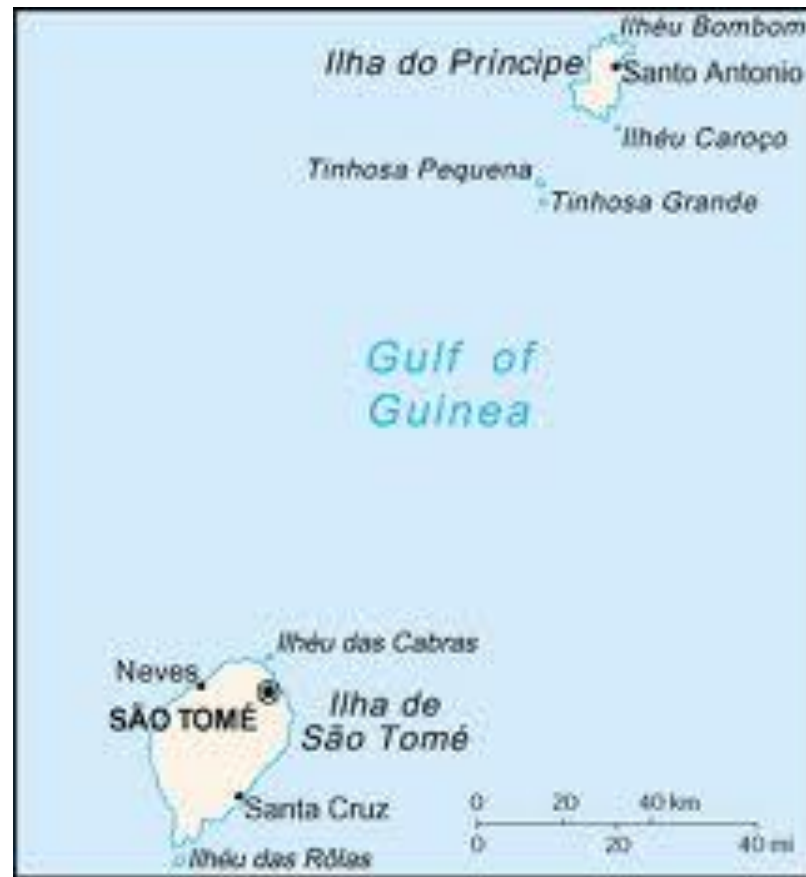 Ilhéu Bombom
Ilha do Príncipe
Santo Antonio
Ilhéu Caroço
Tinhosa Pequena
Tinhosa Grande
Gulf of
Guinea
Ilhéu das Cabras
Neves
SÃO TOMÉ
Ilha de
São Tomé
Santa Cruz
Ilhéu das Rôlas
0 20 40 km
0 20 40 mi